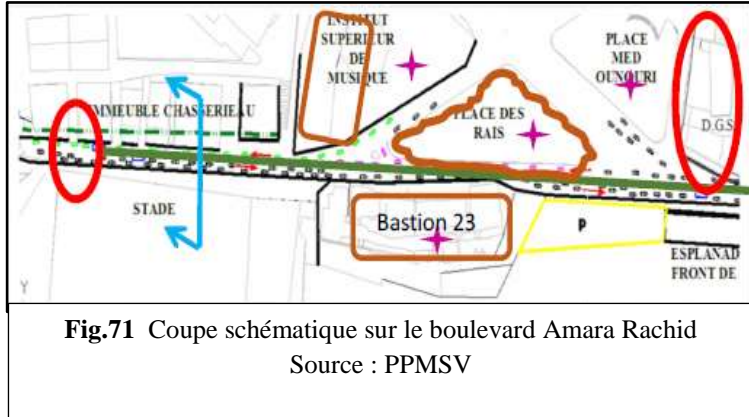 INSTITUT
SUPERIEUR
DE
MUSIQUE
PLACE
MED
OUNOURI
IMMEUBLE CHASSERIEAU
PLACE DES
RAIS
D.G.S.
STADE
Bastion 23
P
ESPLANAD
FRONT DE
Y
Fig.71 Coupe schématique sur le boulevard Amara Rachid
Source : PPMSV